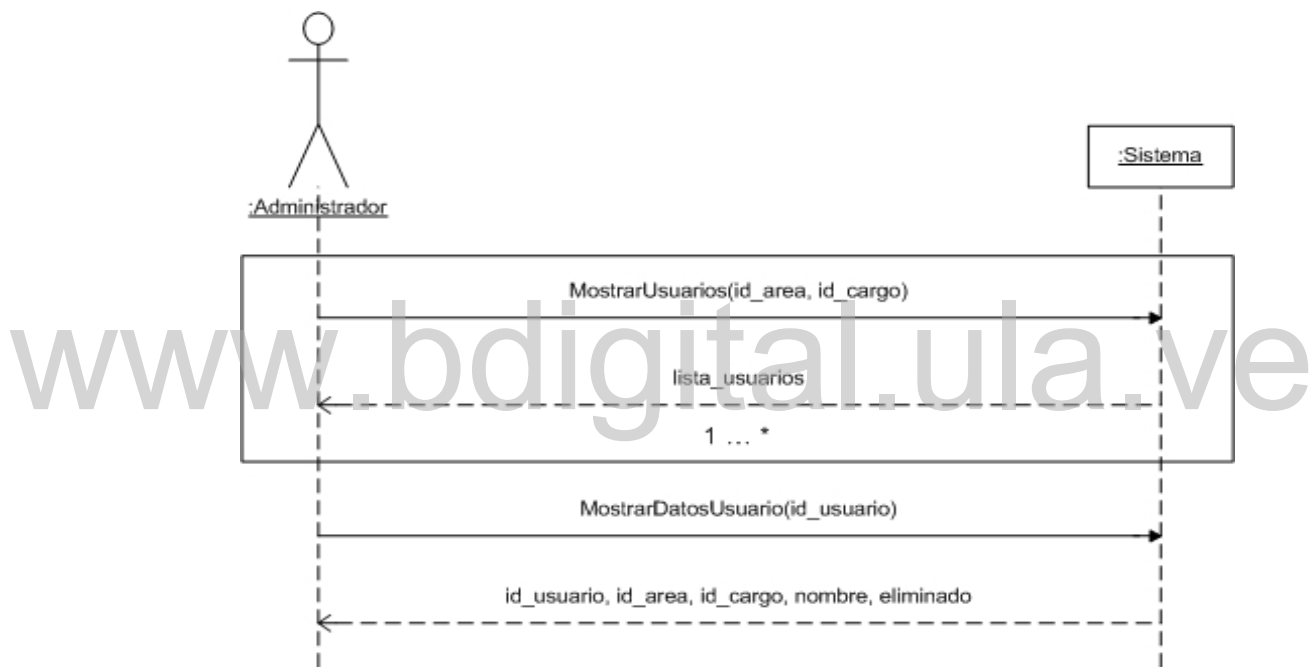 :Sistema
:Administrador
MostrarUsuarios(id_area, id_cargo)
www.bdigital.ula.ve
lista_usuarios
1 ... *
MostrarDatosUsuario(id_usuario)
id_usuario, id_area, id_cargo, nombre, eliminado